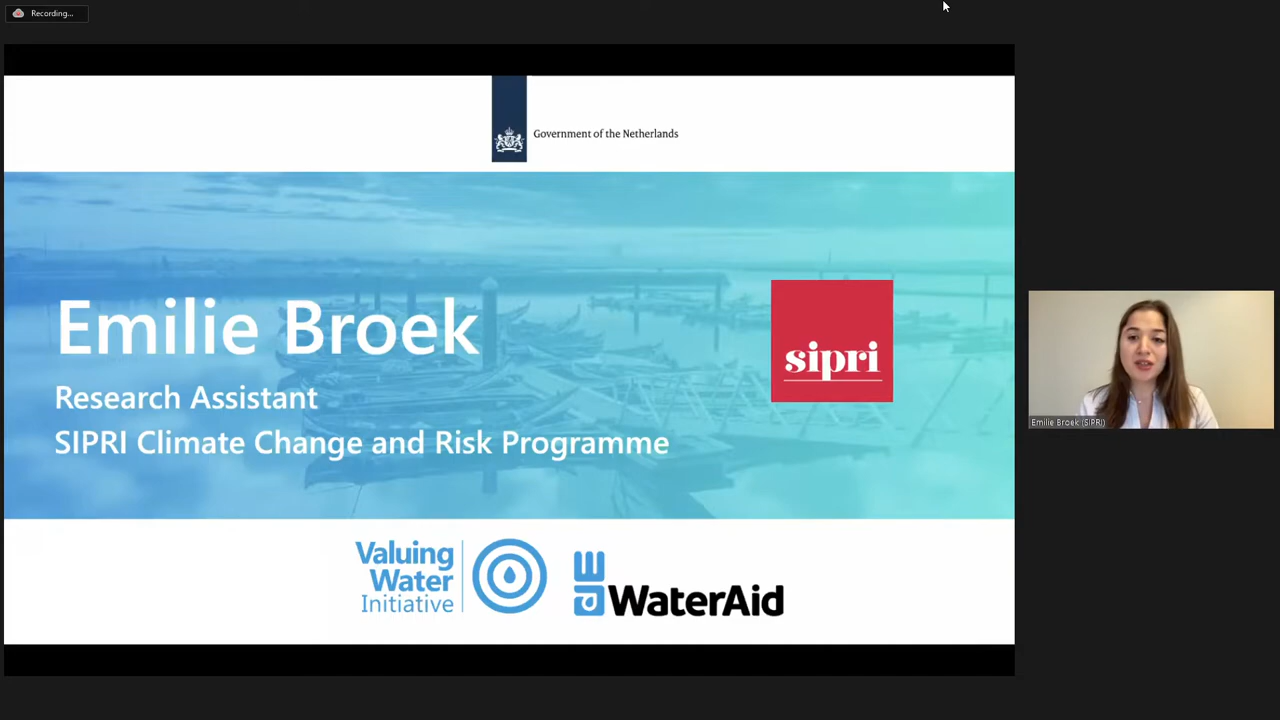 Recording...
Government of the Netherlands
Emilie Broek
Research Assistant
SIPRI Climate Change and Risk Programme
sipri
Emilie Broek (SIPRI)
Valuing
Water
Initiative
WaterAid